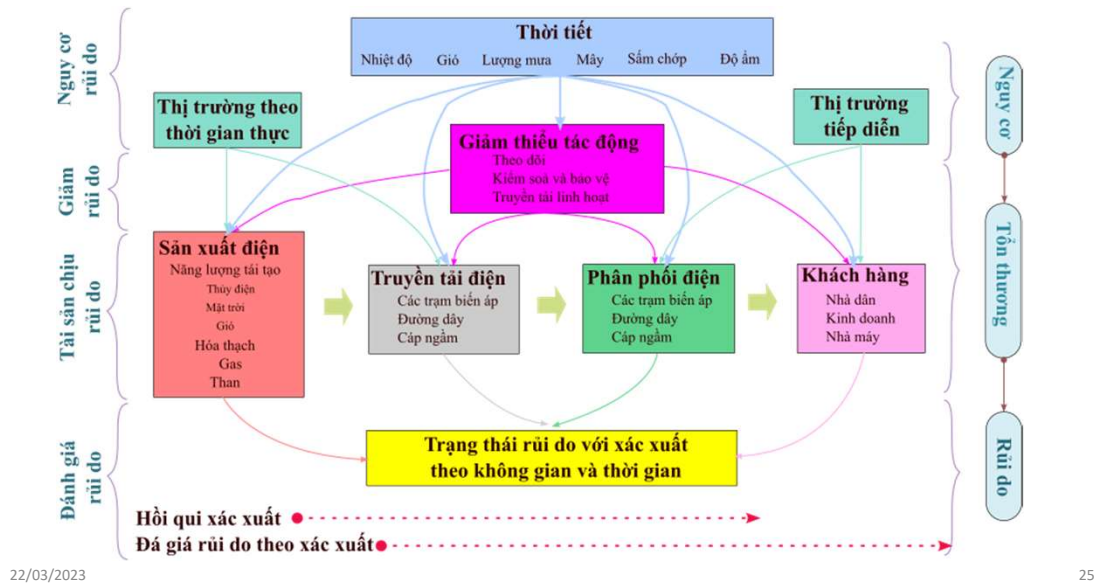 Nguy cơ
rủi do
Thời tiết
Nhiệt độ Gió Lượng mưa Mây Sấm chớp Độ ẩm
Thị trường theo
thời gian thực
Thị trường
tiếp diễn
Nguy cơ
Giảm thiểu tác động
Theo dõi
Kiểm soá và bảo vệ
Truyền tải linh hoạt
Giảm
rủi do
Tài sản chịu
rủi do
Sản xuất điện
Năng lượng tái tạo
Thủy điện
Mặt trời
Gió
Hóa thạch
Gas
Than
Truyền tải điện
Các trạm biến áp
Đường dây
Cáp ngầm
Phân phối điện
Các trạm biến áp
Đường dây
Cáp ngầm
Khách hàng
Nhà dân
Kinh doanh
Nhà máy
Tổn thương
Đánh giá
rủi do
Trạng thái rủi do với xác xuất
theo không gian và thời gian
Rủi do
Hồi qui xác xuất
Đá giá rủi do theo xác xuất
22/03/2023
25